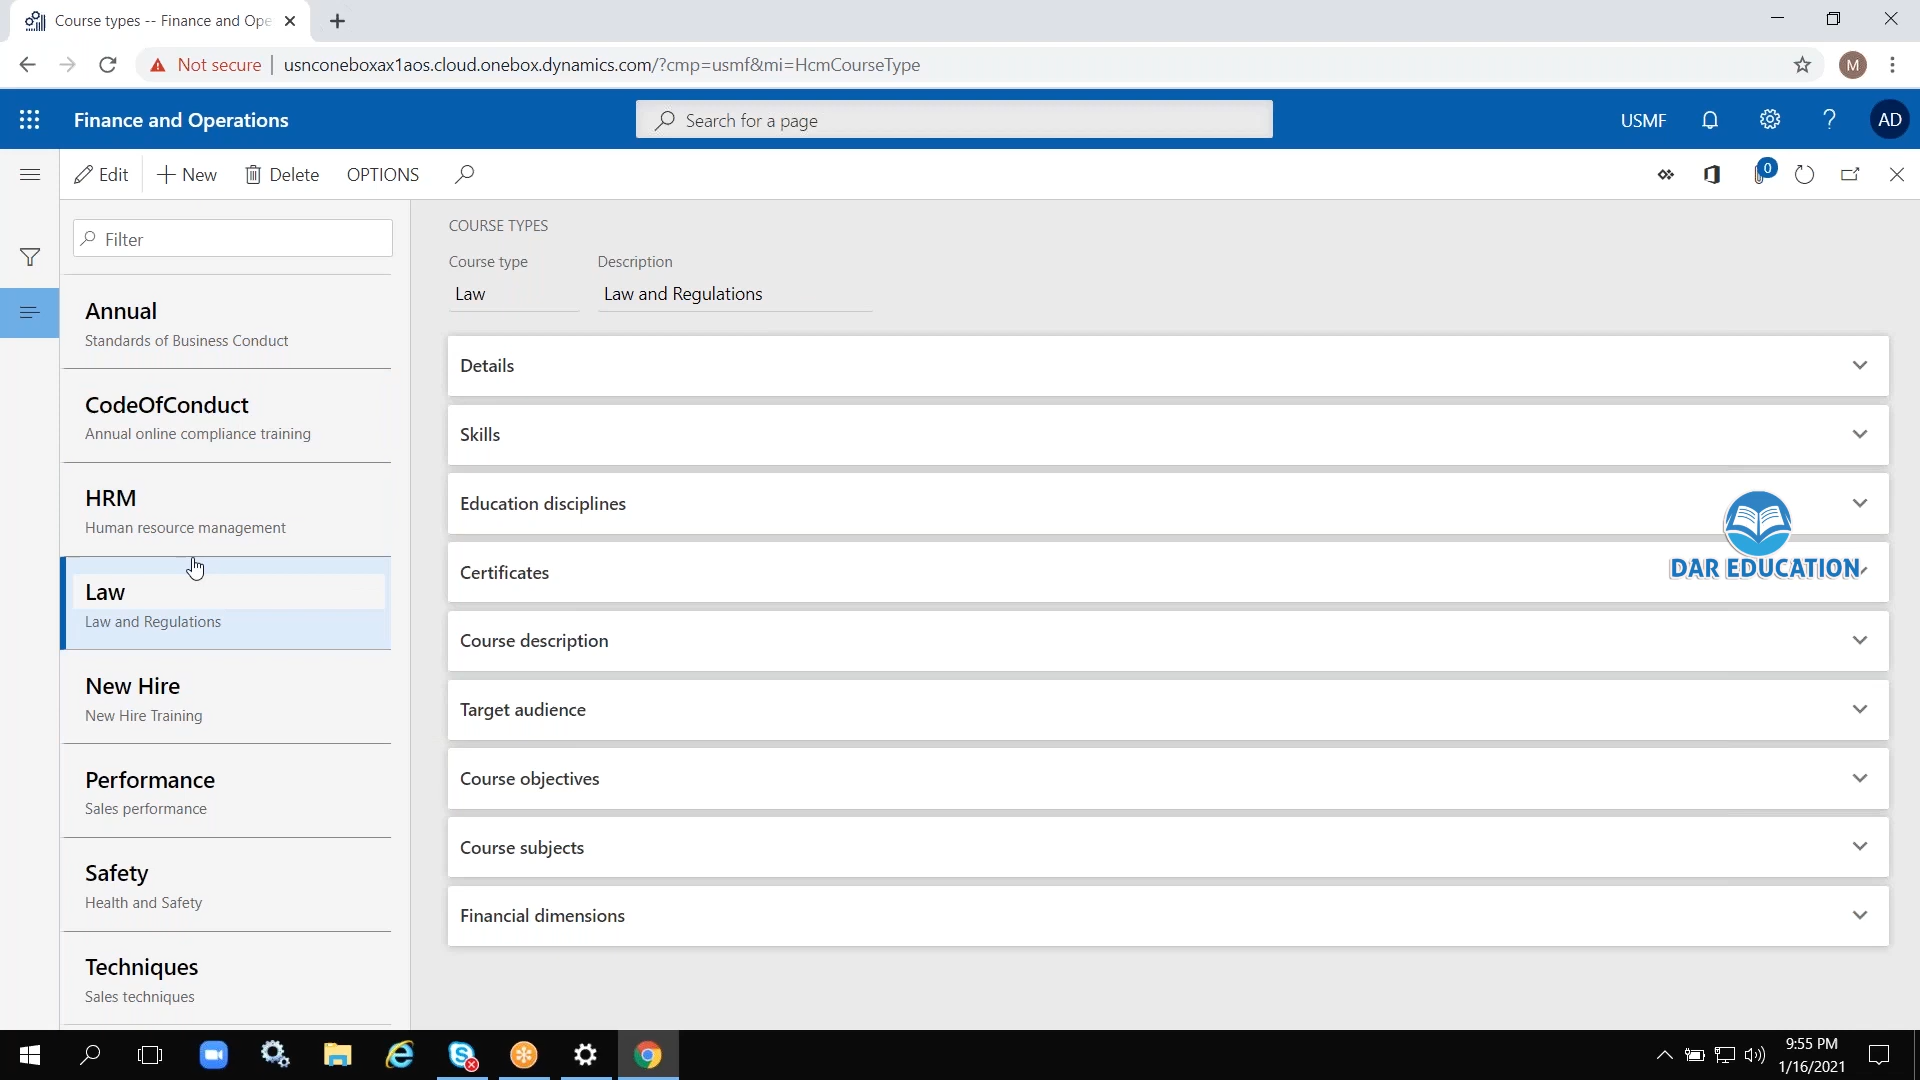 Course types -- Finance and Ope
Not secure
usnconeboxax1aos.cloud.onebox.dynamics.com/?cmp=usmf&mi=HcmCourseType
M
Finance and Operations
Search for a page
USMF
AD
Edit
New
Delete
OPTIONS
0
Filter
Annual
Standards of Business Conduct
CodeOfConduct
Annual online compliance training
HRM
Human resource management
Law
Law and Regulations
New Hire
New Hire Training
Performance
Sales performance
Safety
Health and Safety
Techniques
Sales techniques
COURSE TYPES
Course type
Description
Law
Law and Regulations
Details
Skills
Education disciplines
Certificates
Course description
Target audience
Course objectives
Course subjects
Financial dimensions
DAR EDUCATION
9:55 PM
1/16/2021